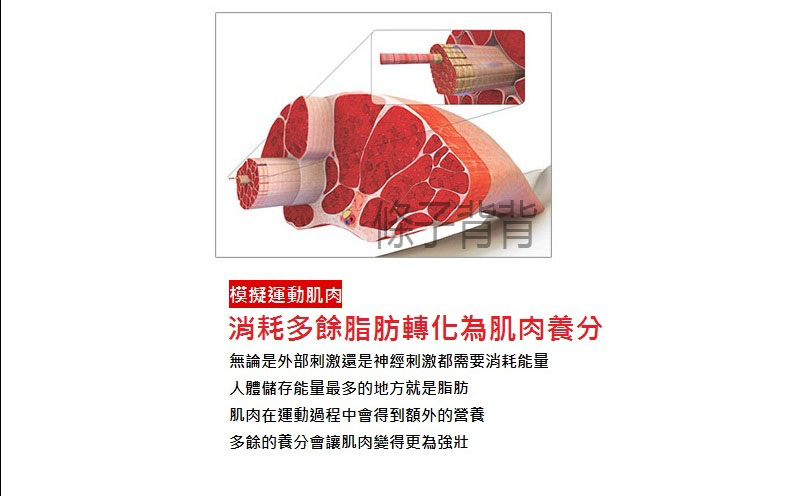 條子背背
模擬運動肌肉
消耗多餘脂肪轉化為肌肉養分
無論是外部刺激還是神經刺激都需要消耗能量
人體儲存能量最多的地方就是脂肪
肌肉在運動過程中會得到額外的營養
多餘的養分會讓肌肉變得更為強壯